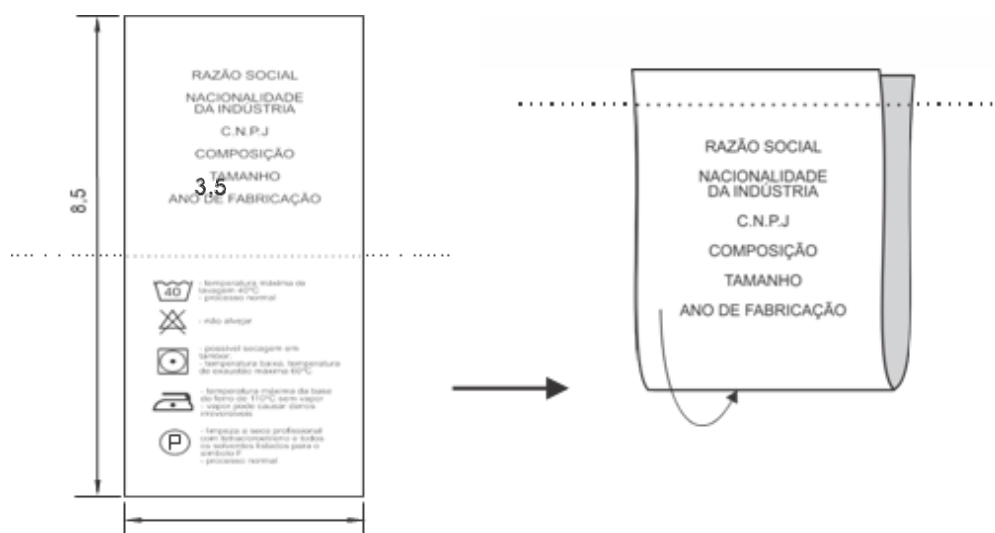 RAZÃO SOCIAL
NACIONALIDADE
DA INDÚSTRIA
C.N.P.J
COMPOSIÇÃO
TAMANHO
3,5
ANO DE FABRICAÇÃO
8,5
40
- temperatura máxima de
lavagem 40°C
- processo normal
- não alvejar
- possível secagem em
tambor.
- temperatura baixa, temperatura
de exaustão máxima 60°C
- temperatura máxima da base
do ferro de 110°C sem vapor
- vapor pode causar danos
irreversíveis
P
- limpeza a seco profissional
com tetracloroetileno e todos
os solventes listados para o
símbolo F
- processo normal
RAZÃO SOCIAL
NACIONALIDADE
DA INDÚSTRIA
C.N.P.J
COMPOSIÇÃO
TAMANHO
ANO DE FABRICAÇÃO